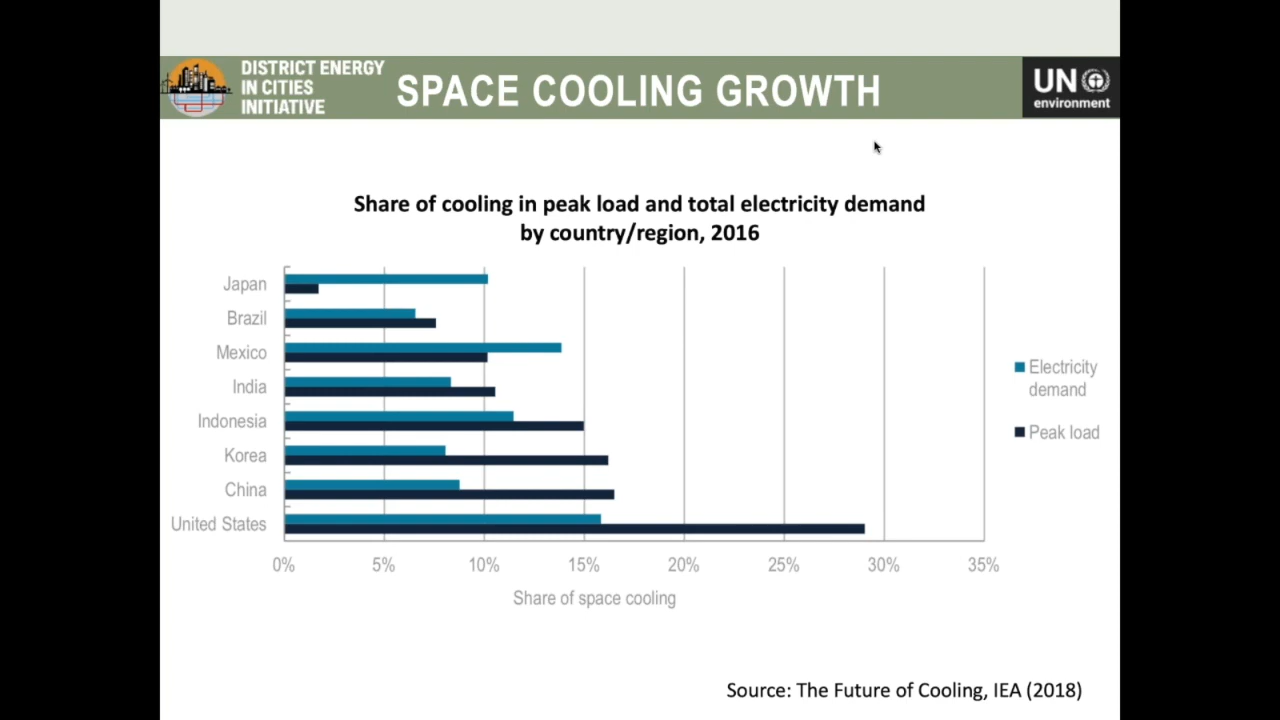 DISTRICT ENERGY
IN CITIES
INITIATIVE
SPACE COOLING GROWTH
UN
environment
Share of cooling in peak load and total electricity demand
by country/region, 2016
Japan
Brazil
Mexico
India
Indonesia
Korea
China
United States
0% 5% 10% 15% 20% 25% 30% 35%
Share of space cooling
Electricity
demand
Peak load
Source: The Future of Cooling, IEA (2018)